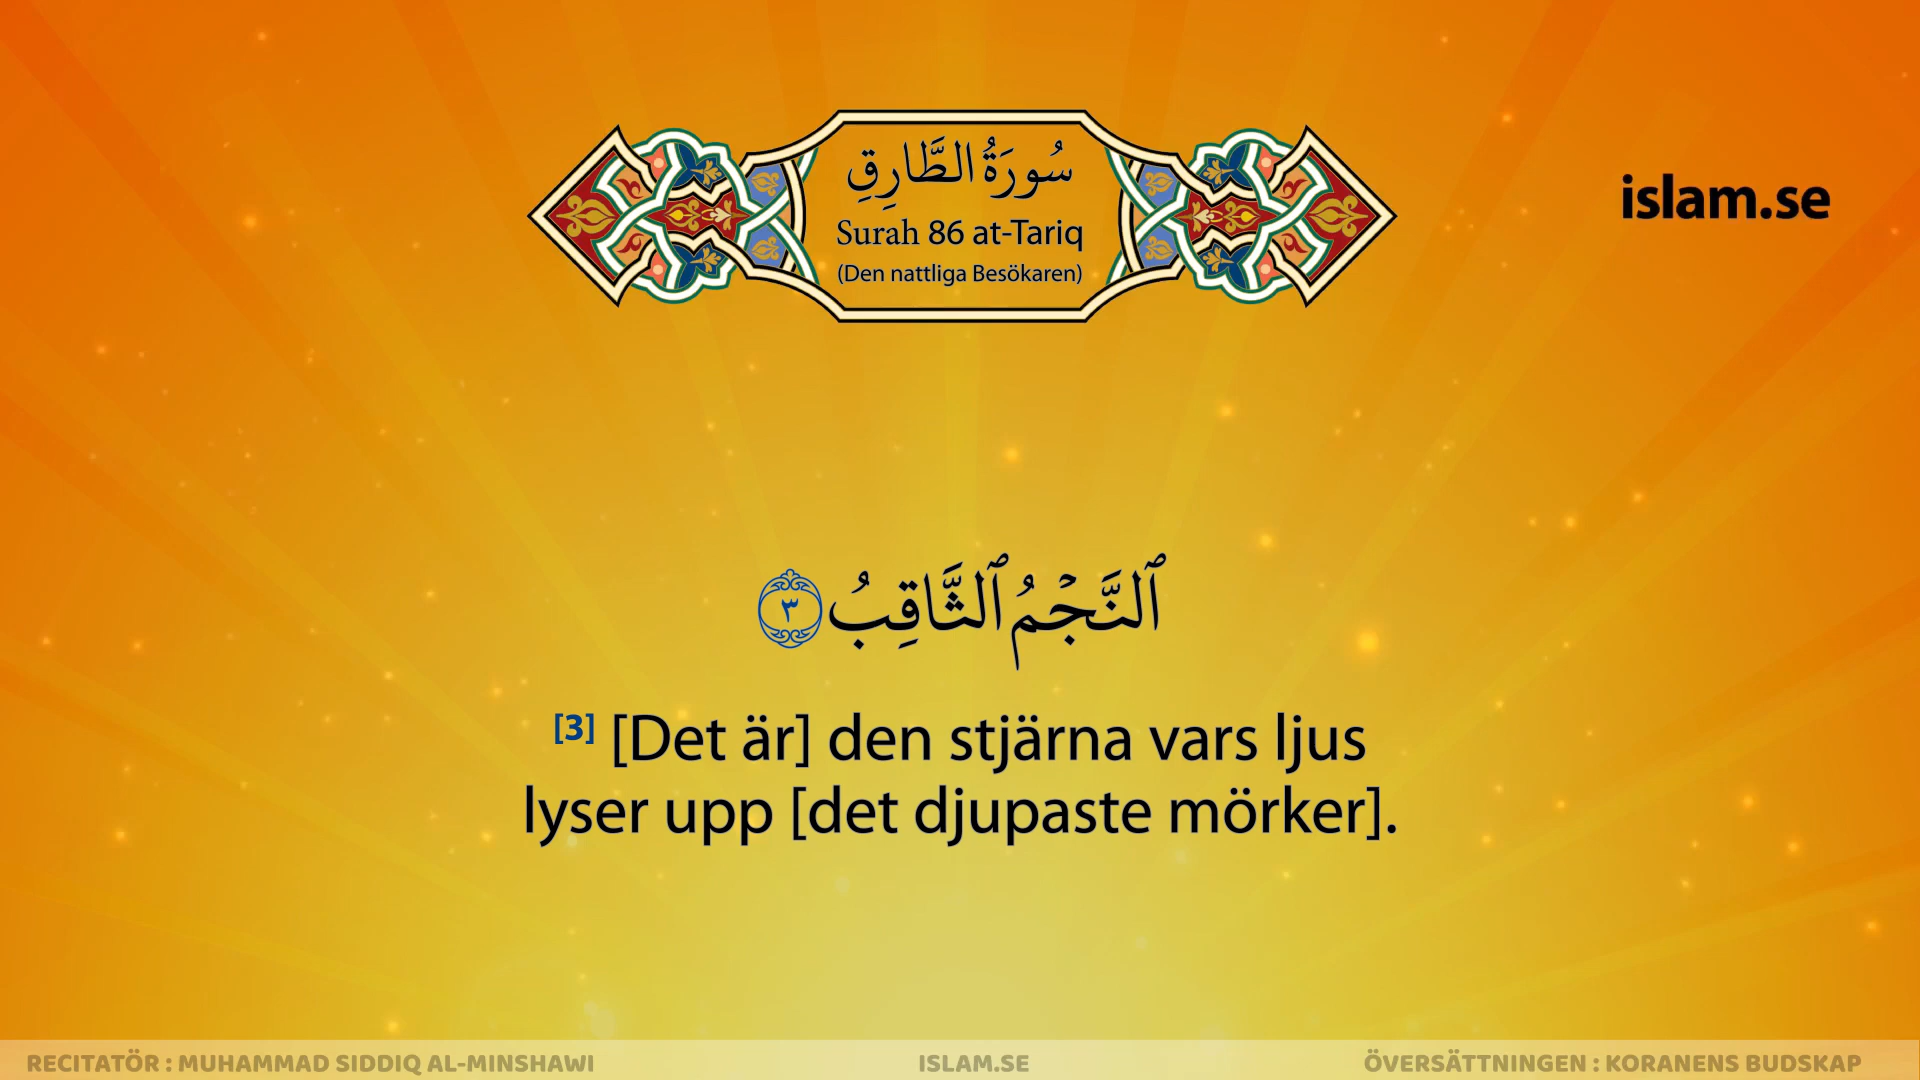 سُورَةُ الطَّارِقِ
Surah 86 at-Tariq
(Den nattliga Besökaren)
islam.se
ٱلنَّجْمُ ٱلثَّاقِبُ ٣
[3] [Det är] den stjärna vars ljus
lyser upp [det djupaste mörker].
RECITATÖR : MUHAMMAD SIDDIQ AL-MINSHAWI
ISLAM.SE
ÖVERSÄTTNINGEN : KORANENS BUDSKAP